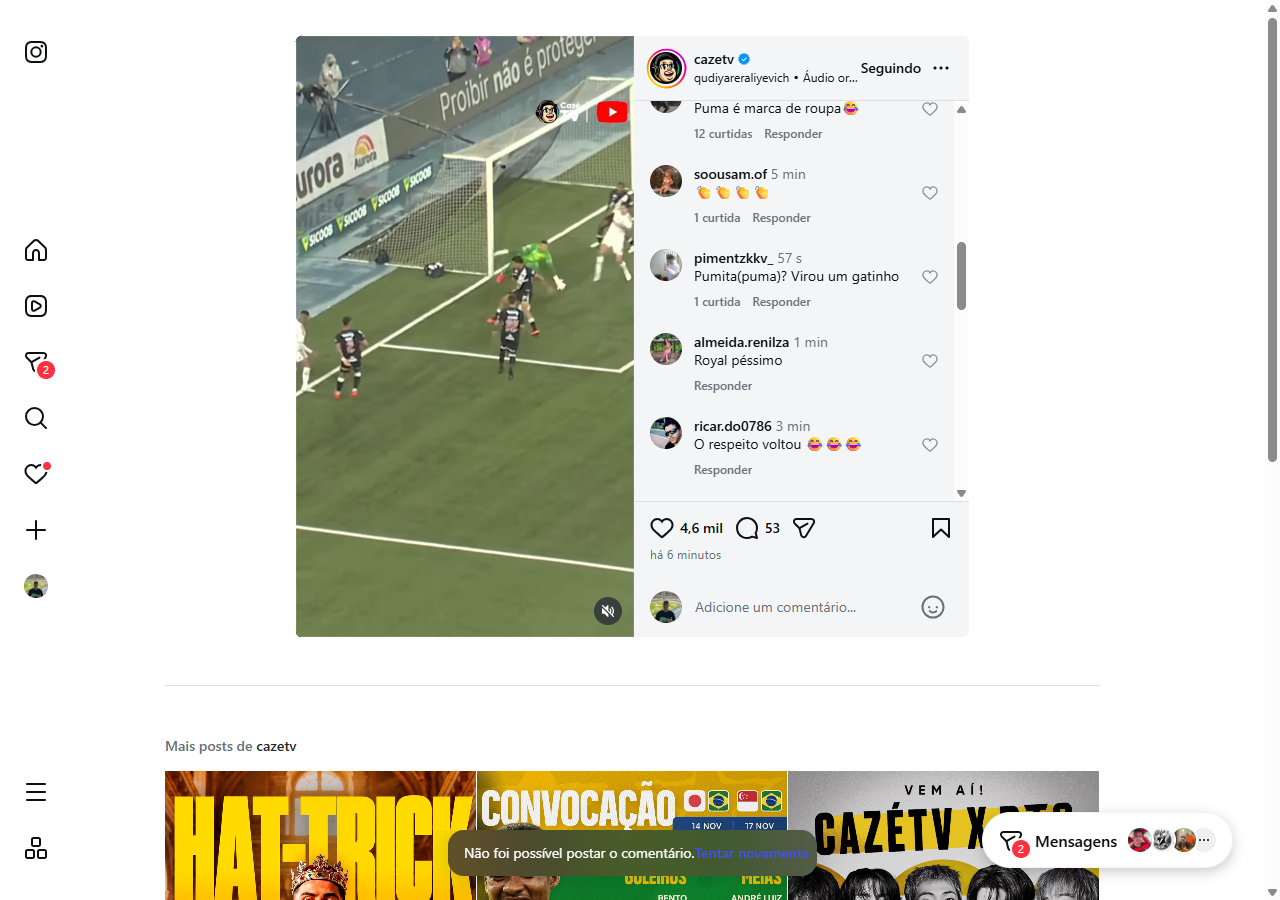 Proibir não é proteger
Cazé
TV
urora
Aurora
SICOOB SICOOB SICOOB SICOOB
cazetv
qudiyareraliyevich • Áudio or...
Seguindo
Puma é marca de roupa😂
12 curtidas Responder
soousam.of 5 min
👏👏👏👏
1 curtida Responder
pimentzkkv_ 57 s
Pumita(puma)? Virou um gatinho
1 curtida Responder
almeida.renilza 1 min
Royal péssimo
Responder
ricar.do0786 3 min
O respeito voltou 😂😂😂
Responder
4,6 mil 53
há 6 minutos
Adicione um comentário...
2
Mais posts de cazetv
HAT-TRICK
CONVOCAÇÃO
14 NOV 17 NOV
GOLEIROS MEIAS
BENTO ANDRÉ LUIZ
VEM AÍ!
CAZÉTV X
Não foi possível postar o comentário. Tentar novamente
2
Mensagens